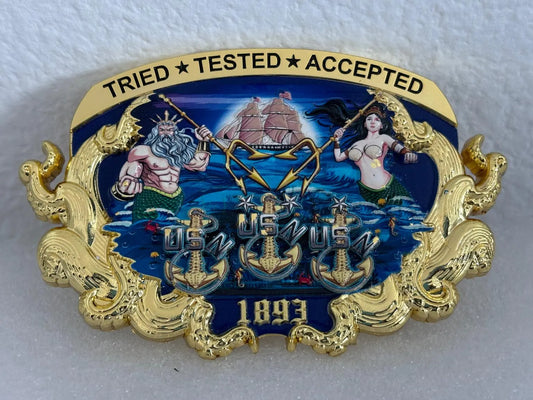 TRIED ★ TESTED ★ ACCEPTED
USN USN USN
1893